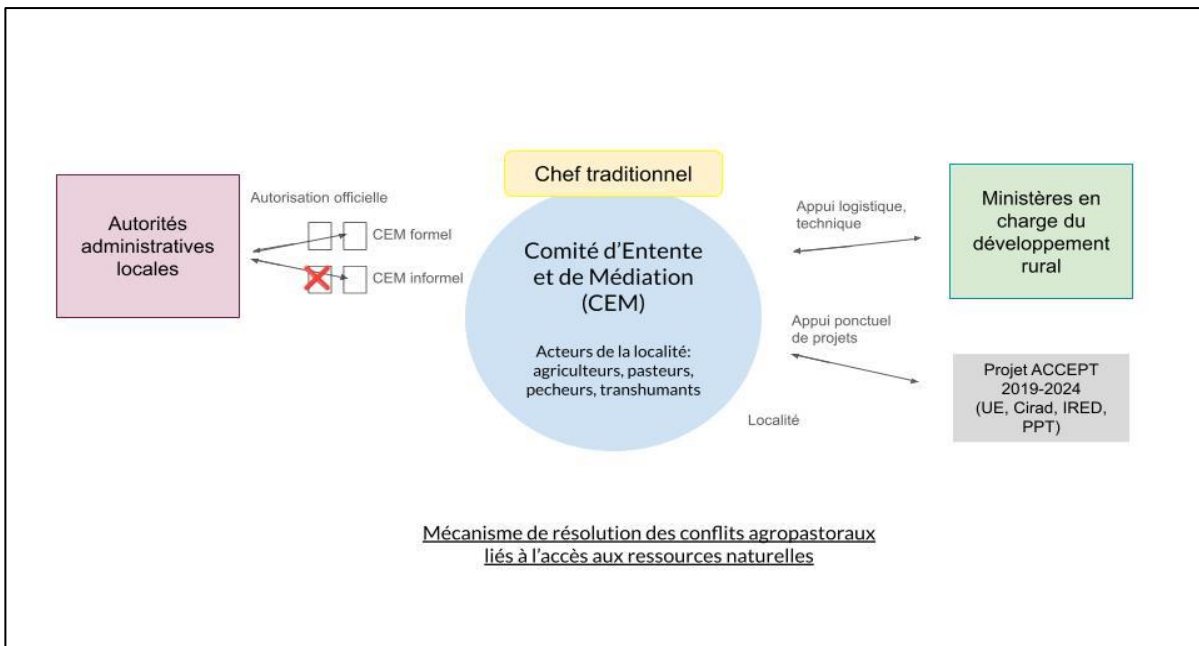 Chef traditionnel
Autorités
administratives
locales
Autorisation officielle
CEM formel
CEM informel
Comité d'Entente
et de Médiation
(CEM)
Acteurs de la localité:
agriculteurs, pasteurs,
pecheurs, transhumants
Appui logistique,
technique
Ministères en
charge du
développement
rural
Appui ponctuel
de projets
Projet ACCEPT
2019-2024
(UE, Cirad, IRED,
PPT)
Localité
Mécanisme de résolution des conflits agropastoraux
liés à l'accès aux ressources naturelles